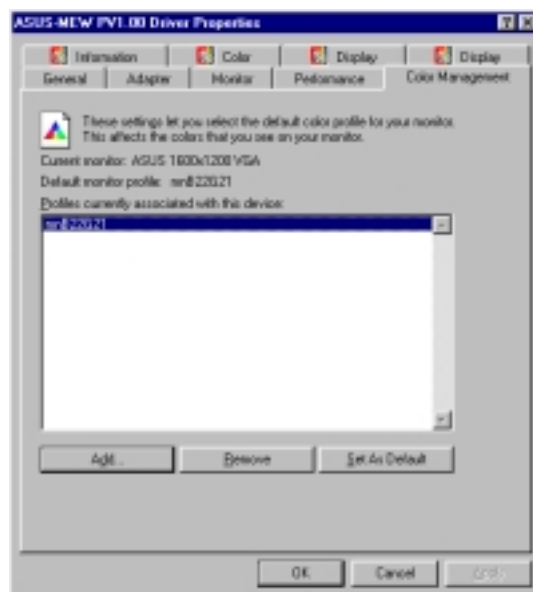 ASUS-MEW PV1.00 Driver Properties
Information Color Display Display
General Adapter Monitor Performance Color Management
These settings let you select the default color profile for your monitor.
This affects the colors that you see on your monitor.
Current monitor: ASUS 1600x1200 VGA
Default monitor profile: mnB22G21
Profiles currently associated with this device:
mnB22G21
Add... Remove Set As Default
OK Cancel Apply